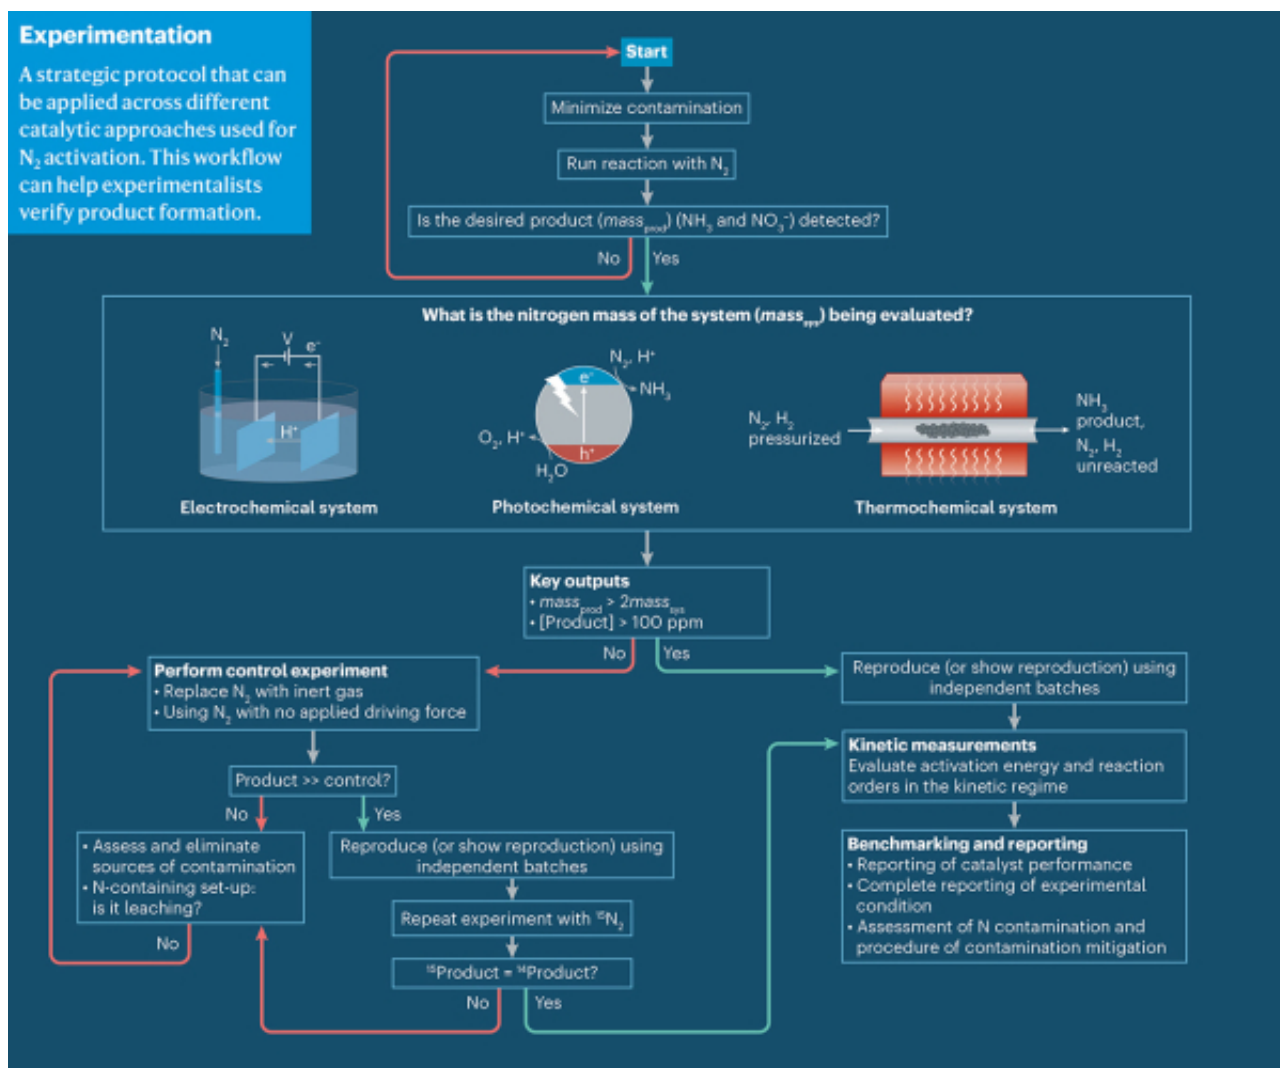 Experimentation
A strategic protocol that can
be applied across different
catalytic approaches used for
N₂ activation. This workflow
can help experimentalists
verify product formation.
Start
Minimize contamination
Run reaction with N₂
Is the desired product (mass_prod) (NH₃ and NO₃⁻) detected?
No
Yes
What is the nitrogen mass of the system (mass_sys) being evaluated?
N₂
V
e⁻
H⁺
Electrochemical system
N₂, H⁺
e⁻
NH₃
O₂, H⁺
h⁺
H₂O
Photochemical system
N₂, H₂
pressurized
NH₃
product,
N₂, H₂
unreacted
Thermochemical system
Key outputs
• mass_prod > 2mass_sys
• [Product] > 100 ppm
No
Yes
Perform control experiment
• Replace N₂ with inert gas
• Using N₂ with no applied driving force
Product >> control?
No
Yes
• Assess and eliminate
sources of contamination
• N-containing set-up:
is it leaching?
No
Reproduce (or show reproduction) using
independent batches
Repeat experiment with ¹⁵N₂
¹⁵Product = ¹⁴Product?
No
Yes
Reproduce (or show reproduction) using
independent batches
Kinetic measurements
Evaluate activation energy and reaction
orders in the kinetic regime
Benchmarking and reporting
• Reporting of catalyst performance
• Complete reporting of experimental
condition
• Assessment of N contamination and
procedure of contamination mitigation